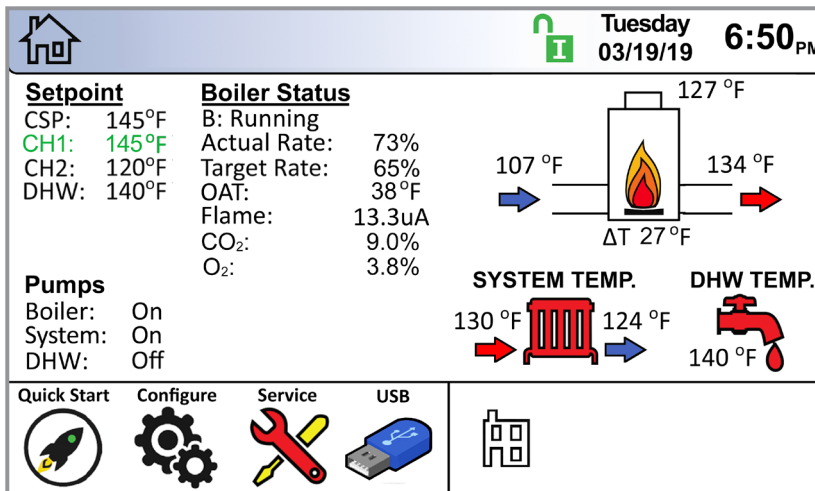 Tuesday
03/19/19
6:50 PM
I
Setpoint
CSP: 145°F
CH1: 145°F
CH2: 120°F
DHW: 140°F
Boiler Status
B: Running
Actual Rate: 73%
Target Rate: 65%
OAT: 38°F
Flame: 13.3uA
CO₂: 9.0%
O₂: 3.8%
127 °F
107 °F
134 °F
ΔT 27 °F
Pumps
Boiler: On
System: On
DHW: Off
SYSTEM TEMP.
130 °F
124 °F
DHW TEMP.
140 °F
Quick Start
Configure
Service
USB